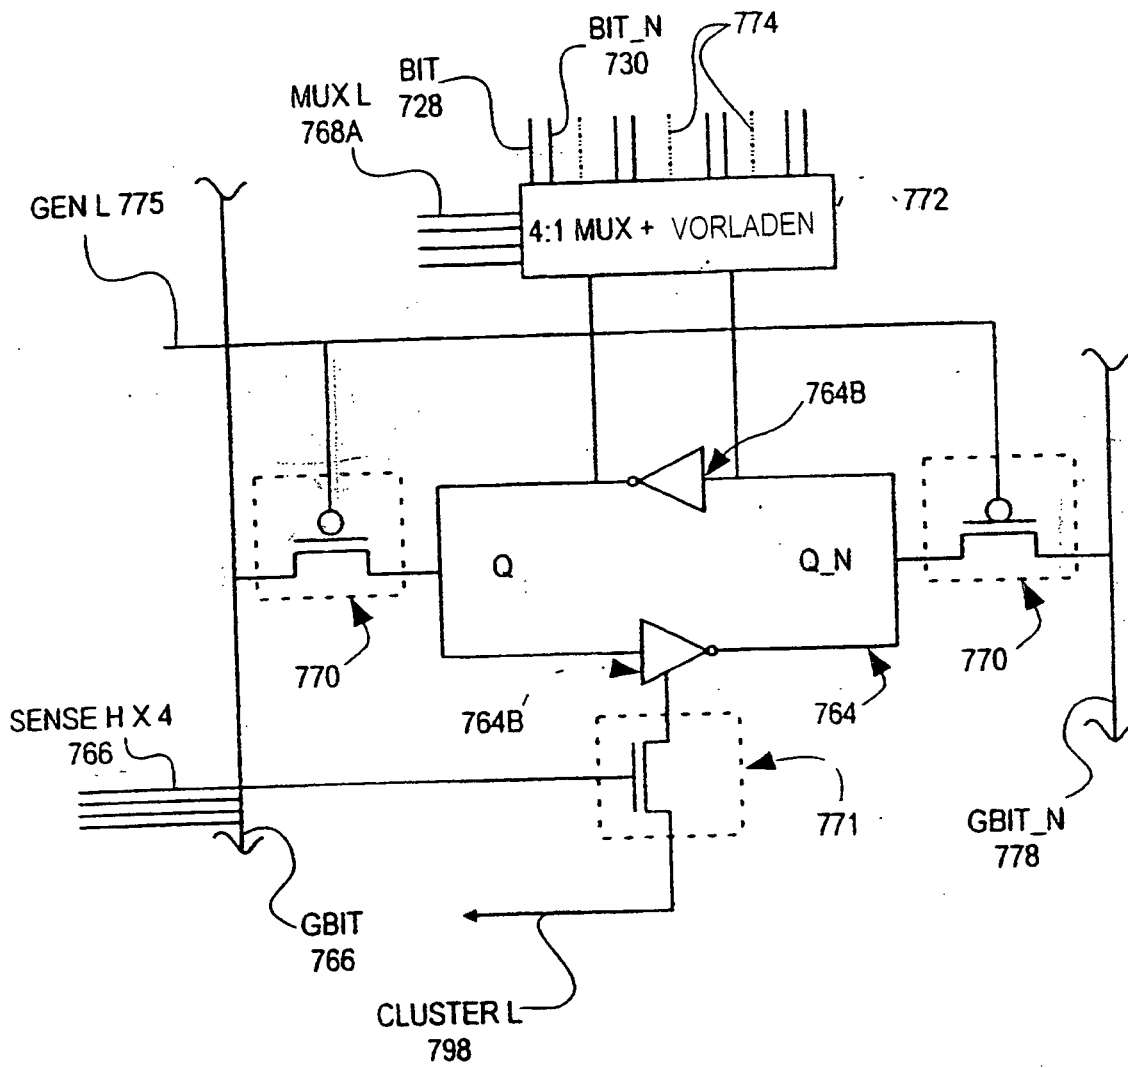 BIT_N
730
774
BIT
728
MUX L
768A
GEN L 775
4:1 MUX + VORLADEN
772
764B
Q
Q_N
770
770
764B'
764
SENSE H X 4
766
771
GBIT_N
778
GBIT
766
CLUSTER L
798